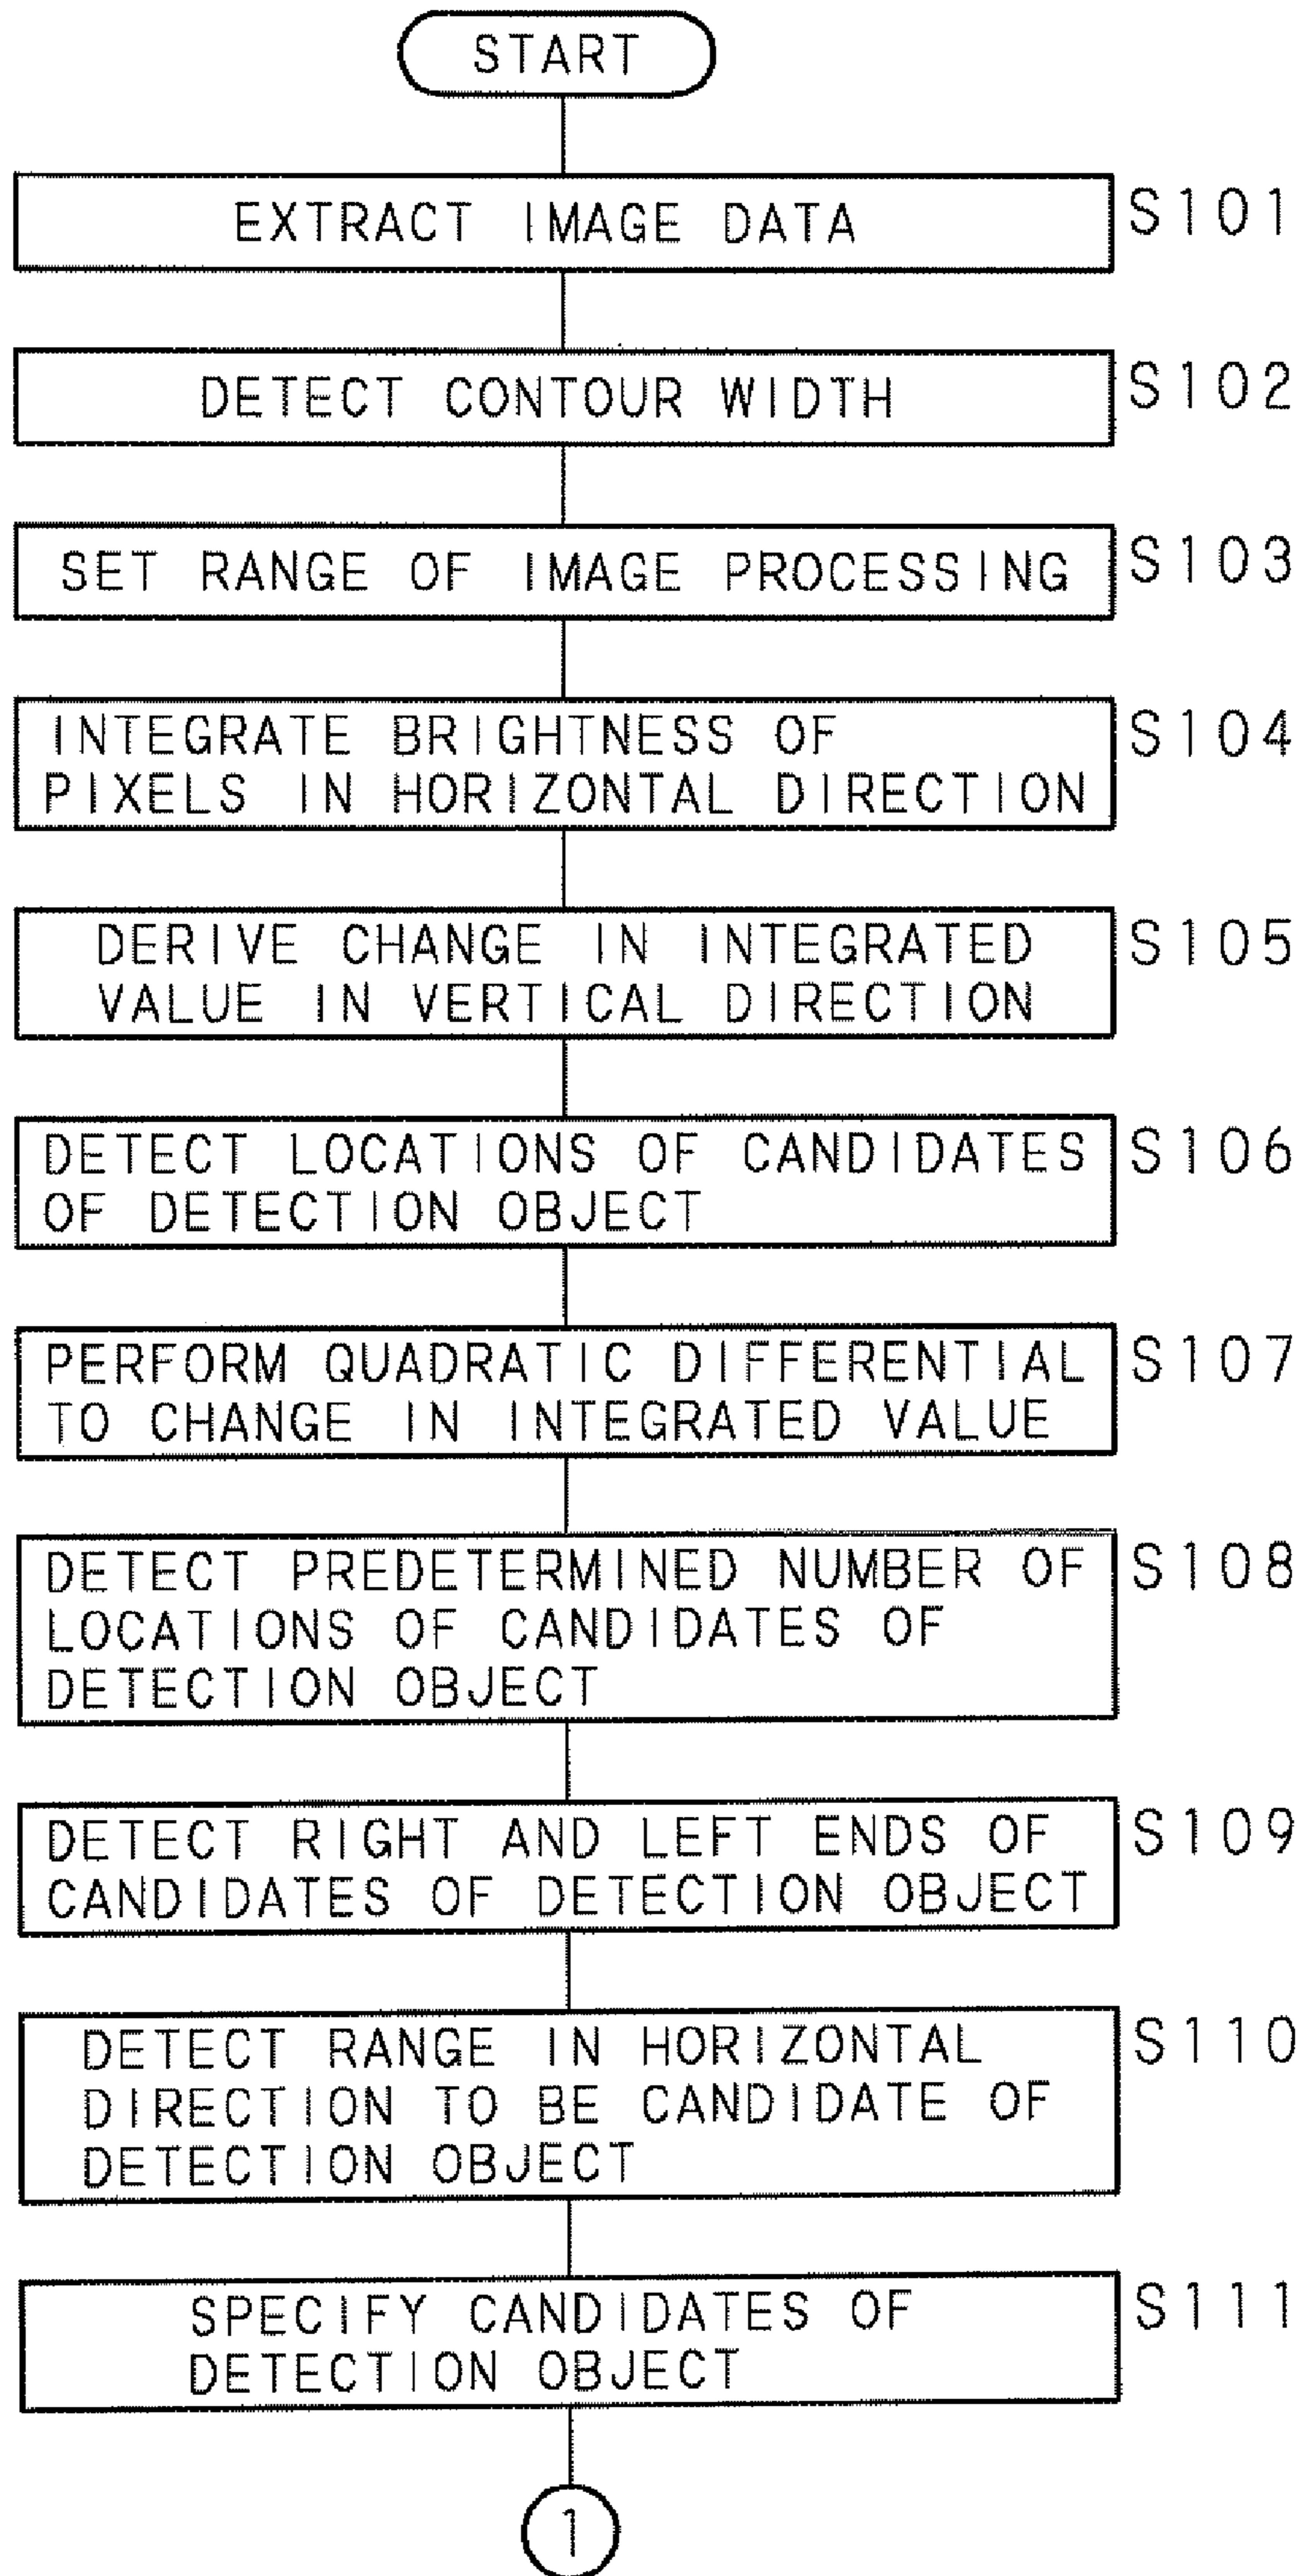 START
EXTRACT IMAGE DATA
S101
DETECT CONTOUR WIDTH
S102
SET RANGE OF IMAGE PROCESSING
S103
INTEGRATE BRIGHTNESS OF
PIXELS IN HORIZONTAL DIRECTION
S104
DERIVE CHANGE IN INTEGRATED
VALUE IN VERTICAL DIRECTION
S105
DETECT LOCATIONS OF CANDIDATES
OF DETECTION OBJECT
S106
PERFORM QUADRATIC DIFFERENTIAL
TO CHANGE IN INTEGRATED VALUE
S107
DETECT PREDETERMINED NUMBER OF
LOCATIONS OF CANDIDATES OF
DETECTION OBJECT
S108
DETECT RIGHT AND LEFT ENDS OF
CANDIDATES OF DETECTION OBJECT
S109
DETECT RANGE IN HORIZONTAL
DIRECTION TO BE CANDIDATE OF
DETECTION OBJECT
S110
SPECIFY CANDIDATES OF
DETECTION OBJECT
S111
1